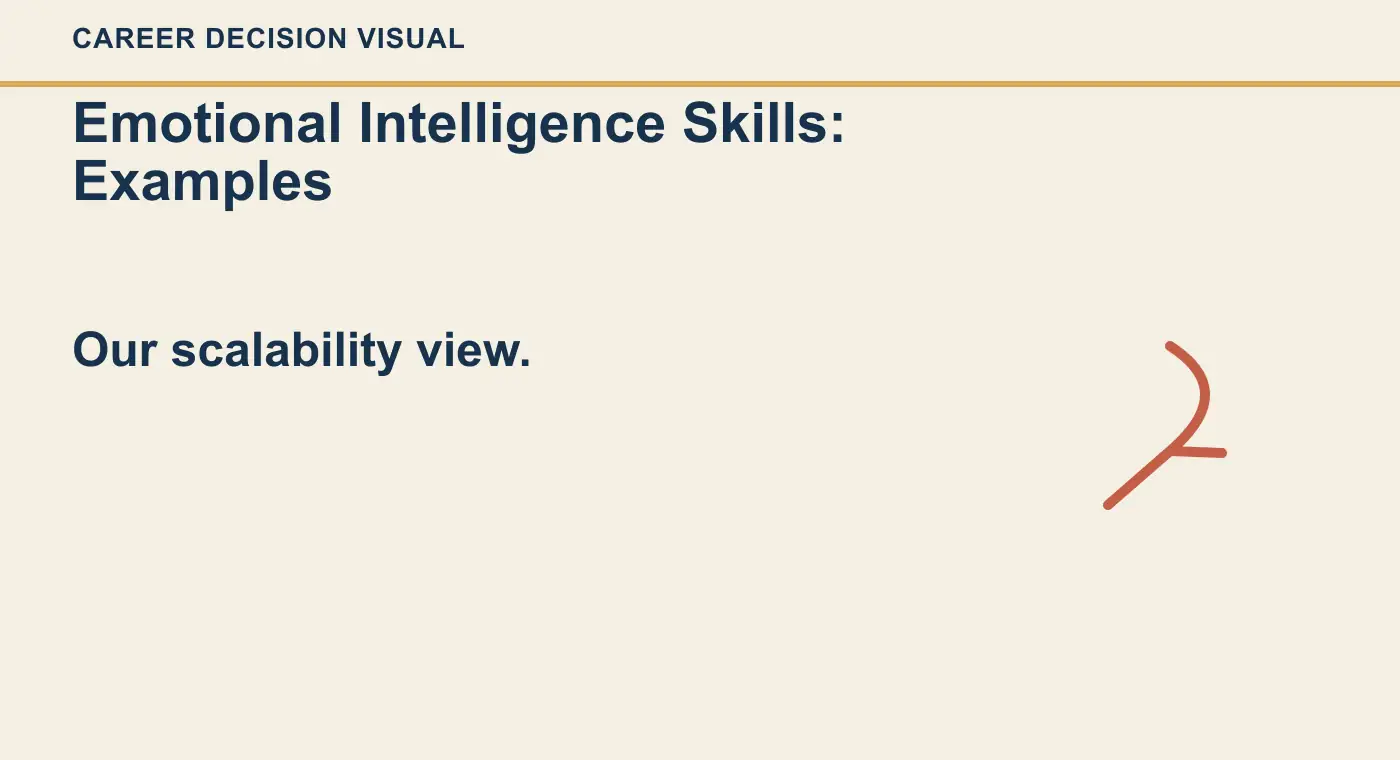 CAREER DECISION VISUAL
Emotional Intelligence Skills:
Examples
Our scalability view.